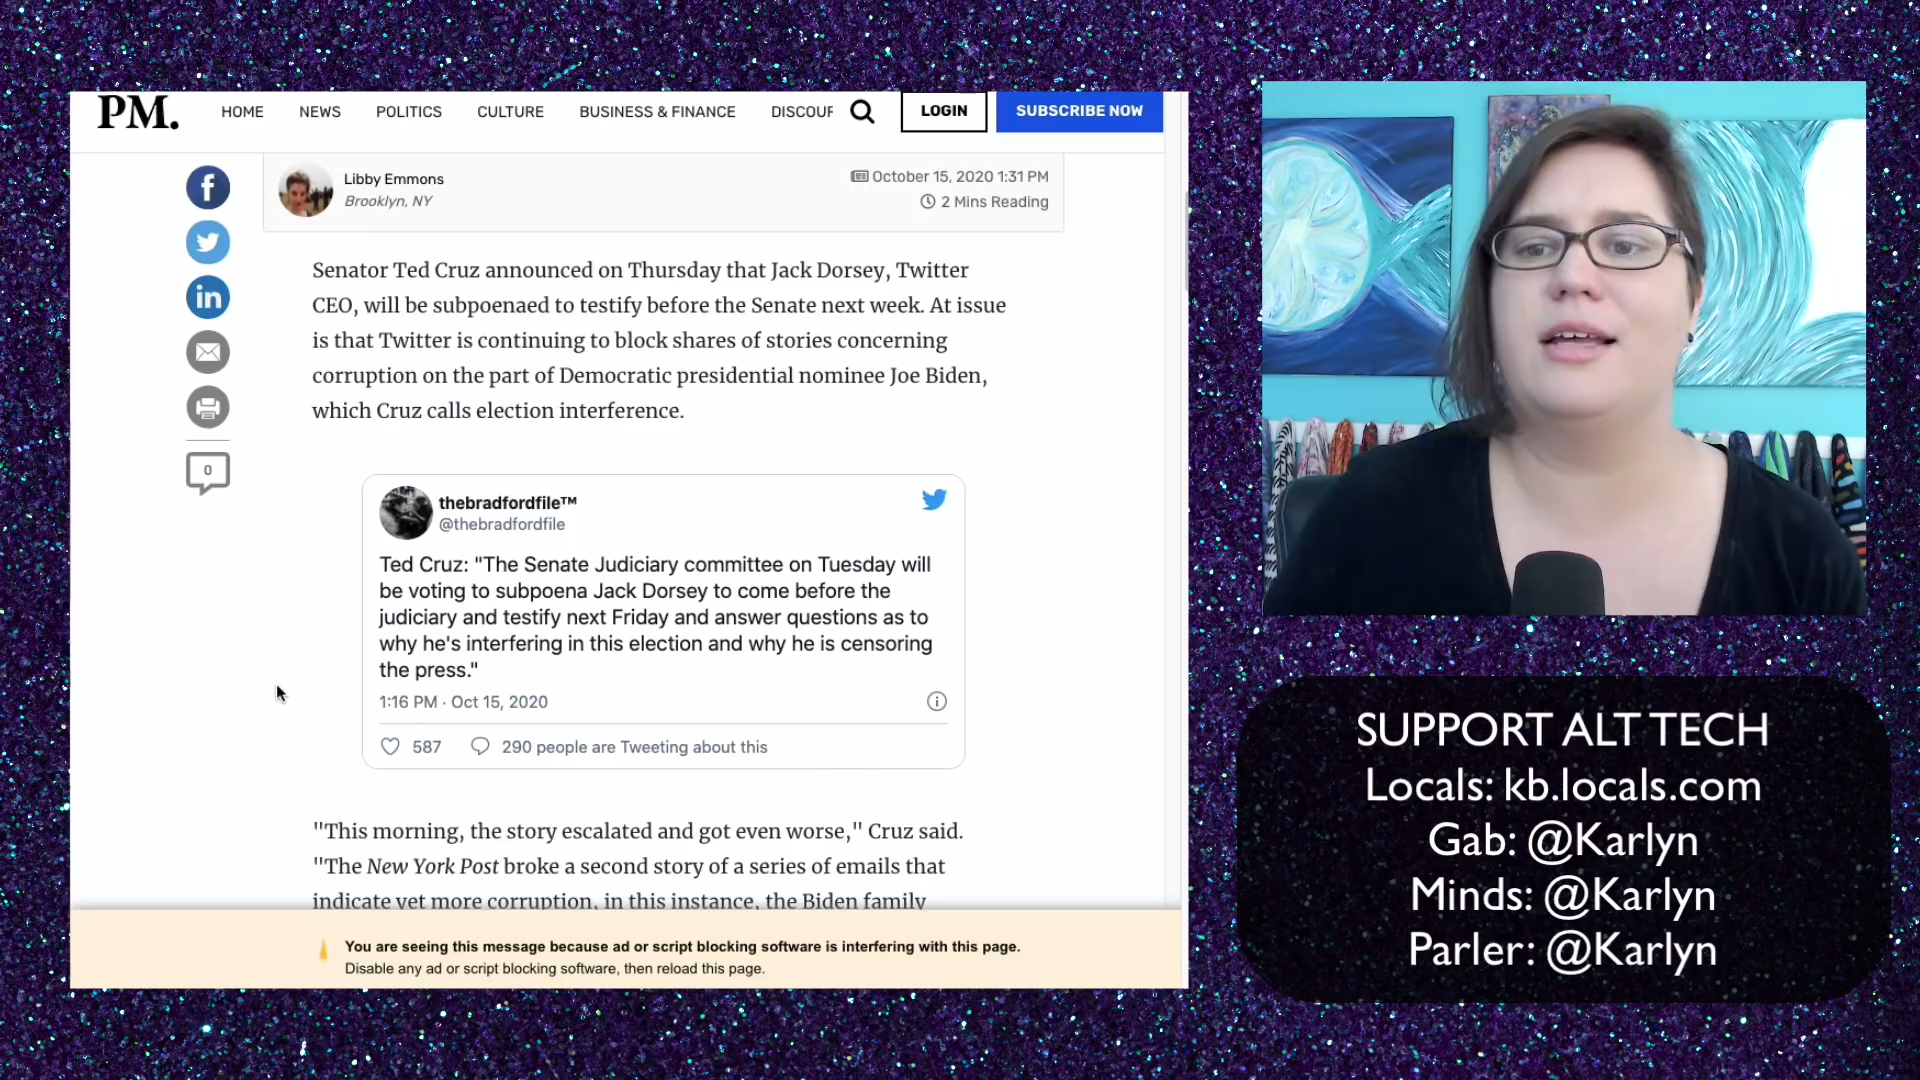 PM.
HOME NEWS POLITICS CULTURE BUSINESS & FINANCE DISCOUR LOGIN SUBSCRIBE NOW
Libby Emmons
Brooklyn, NY
October 15, 2020 1:31 PM
2 Mins Reading
Senator Ted Cruz announced on Thursday that Jack Dorsey, Twitter
CEO, will be subpoenaed to testify before the Senate next week. At issue
is that Twitter is continuing to block shares of stories concerning
corruption on the part of Democratic presidential nominee Joe Biden,
which Cruz calls election interference.
0
thebradfordfile™
@thebradfordfile
Ted Cruz: "The Senate Judiciary committee on Tuesday will
be voting to subpoena Jack Dorsey to come before the
judiciary and testify next Friday and answer questions as to
why he's interfering in this election and why he is censoring
the press."
1:16 PM · Oct 15, 2020
587 290 people are Tweeting about this
"This morning, the story escalated and got even worse," Cruz said.
"The New York Post broke a second story of a series of emails that
indicate yet more corruption, in this instance, the Biden family
You are seeing this message because ad or script blocking software is interfering with this page.
Disable any ad or script blocking software, then reload this page.
SUPPORT ALT TECH
Locals: kb.locals.com
Gab: @Karlyn
Minds: @Karlyn
Parler: @Karlyn